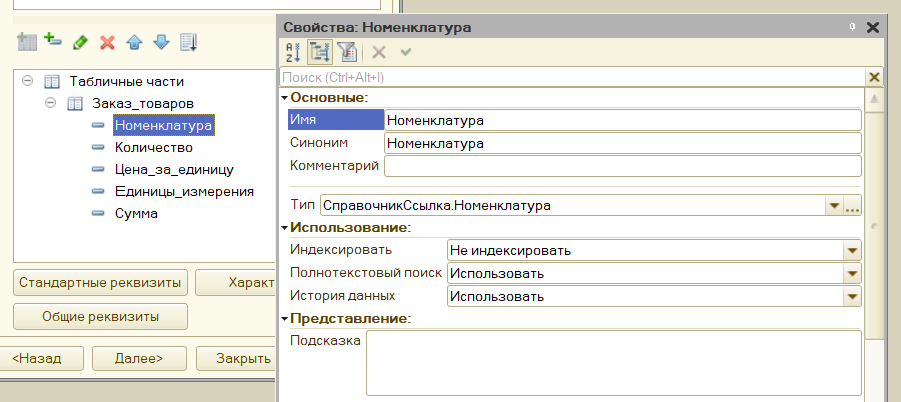 Свойства: Номенклатура
Поиск (Ctrl+Alt+I)
Табличные части
Заказ_товаров
Номенклатура
Количество
Цена_за_единицу
Единицы_измерения
Сумма
Стандартные реквизиты
Характ
Общие реквизиты
<Назад
Далее>
Закрыть
Основные:
Имя Номенклатура
Синоним Номенклатура
Комментарий
Тип СправочникСсылка.Номенклатура
Использование:
Индексировать Не индексировать
Полнотекстовый поиск Использовать
История данных Использовать
Представление:
Подсказка